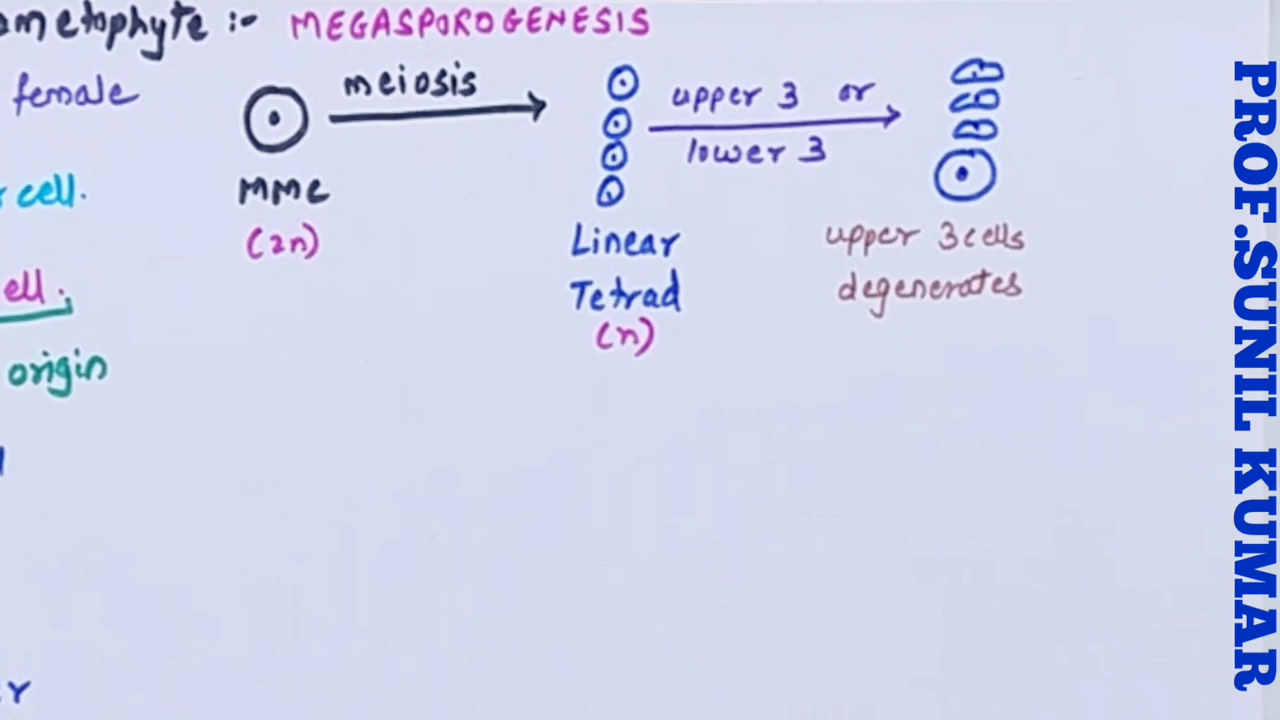 ametophyte :- MEGASPOROGENESIS
female
meiosis
upper 3 or
lower 3
r cell.
MMC
(2n)
Linear
Tetrad
(n)
upper 3 cells
degenerates
ell.
origin
PROF.SUNIL KUMAR